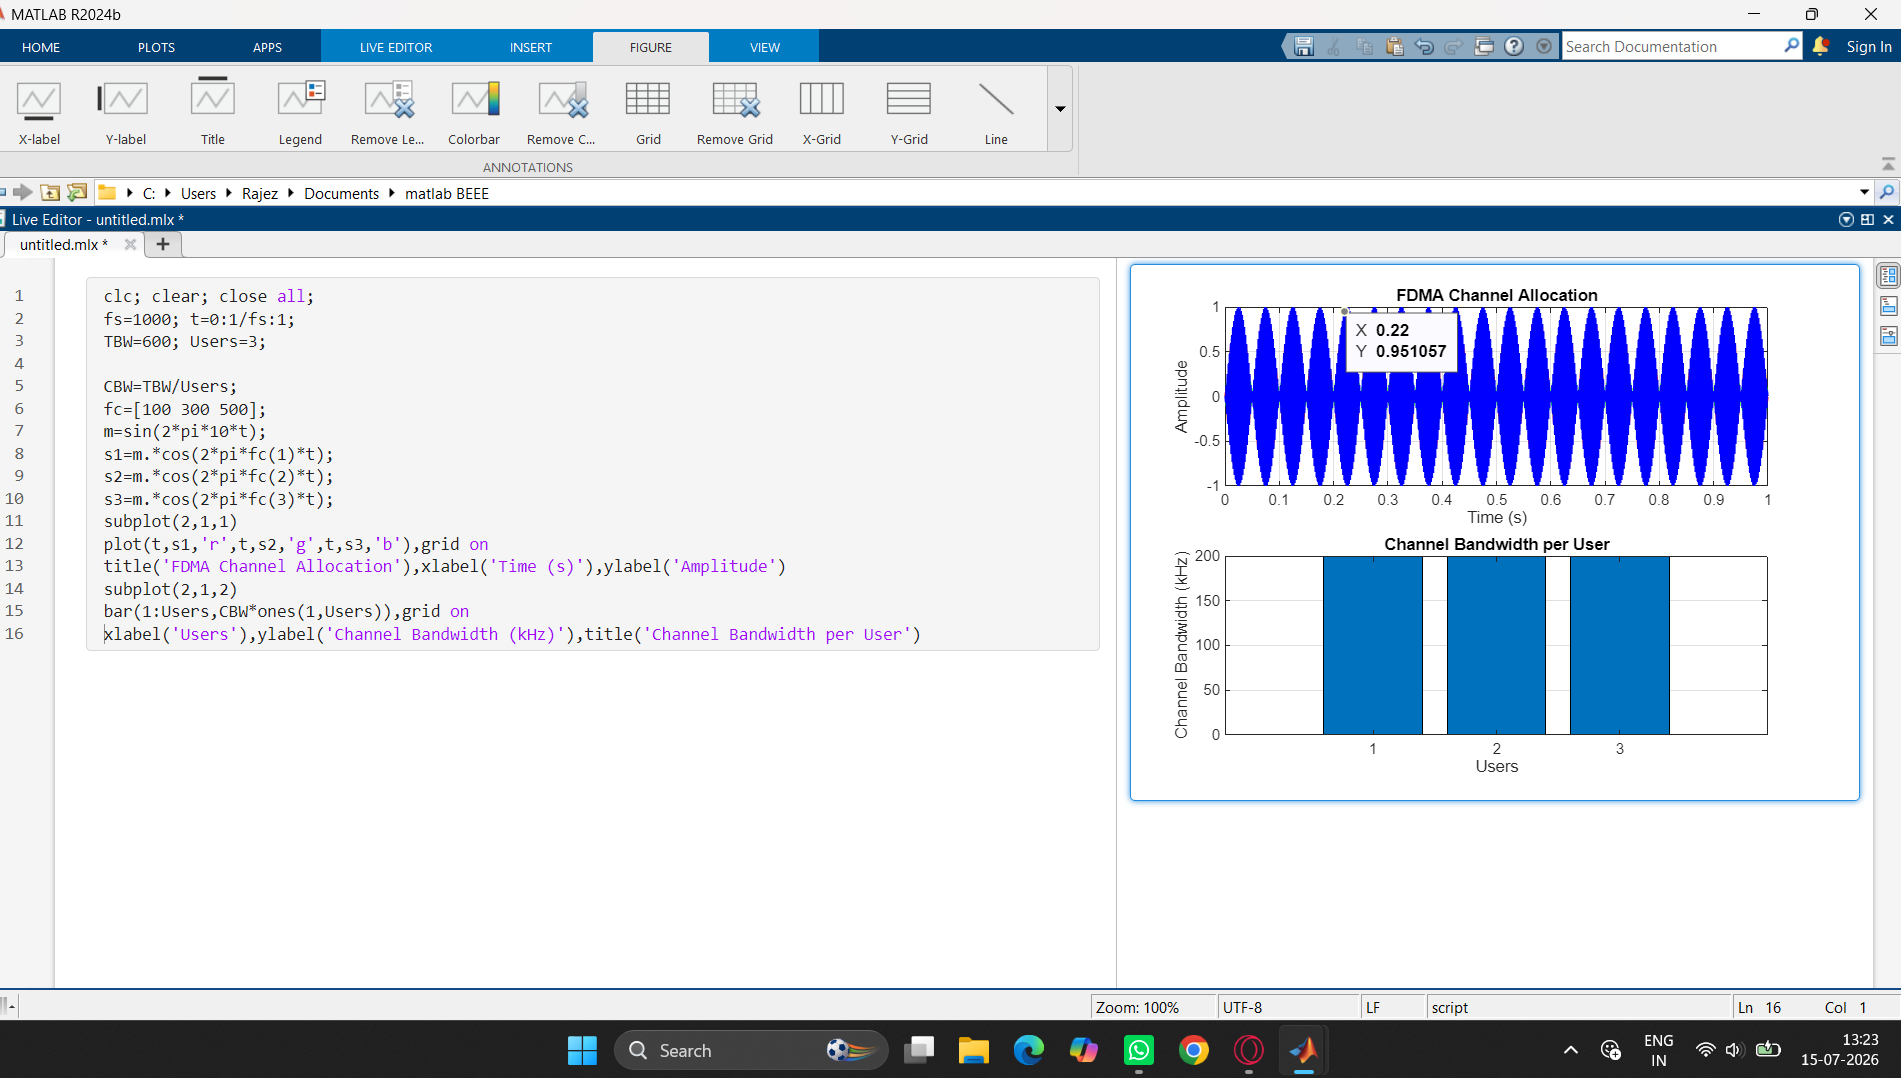 MATLAB R2024b
HOME PLOTS APPS LIVE EDITOR INSERT FIGURE VIEW Search Documentation Sign In
X-label Y-label Title Legend Remove Le... Colorbar Remove C... Grid Remove Grid X-Grid Y-Grid Line
ANNOTATIONS
C: Users Rajez Documents matlab BEEE
Live Editor - untitled.mlx *
untitled.mlx *
1 clc; clear; close all;
2 fs=1000; t=0:1/fs:1;
3 TBW=600; Users=3;
4
5 CBW=TBW/Users;
6 fc=[100 300 500];
7 m=sin(2*pi*10*t);
8 s1=m.*cos(2*pi*fc(1)*t);
9 s2=m.*cos(2*pi*fc(2)*t);
10 s3=m.*cos(2*pi*fc(3)*t);
11 subplot(2,1,1)
12 plot(t,s1,'r',t,s2,'g',t,s3,'b'),grid on
13 title('FDMA Channel Allocation'),xlabel('Time (s)'),ylabel('Amplitude')
14 subplot(2,1,2)
15 bar(1:Users,CBW*ones(1,Users)),grid on
16 xlabel('Users'),ylabel('Channel Bandwidth (kHz)'),title('Channel Bandwidth per User')
FDMA Channel Allocation
Amplitude
1
0.5
0
-0.5
-1
X 0.22
Y 0.951057
0 0.1 0.2 0.3 0.4 0.5 0.6 0.7 0.8 0.9 1
Time (s)
Channel Bandwidth per User
Channel Bandwidth (kHz)
200
150
100
50
0
1 2 3
Users
Zoom: 100% UTF-8 LF script Ln 16 Col 1
Search
ENG
IN
13:23
15-07-2026